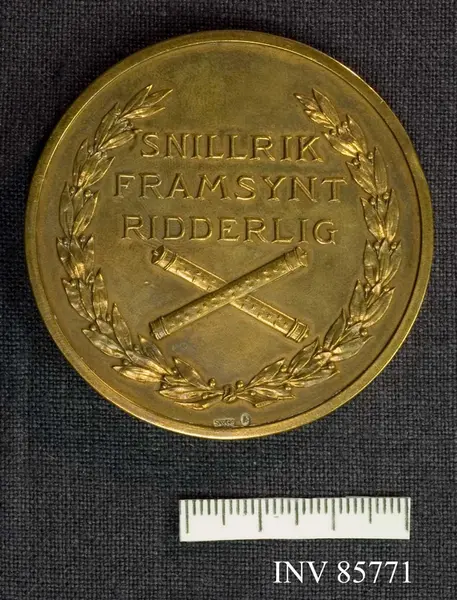 SNILLRIK
FRAMSYNT
RIDDERLIG
INV 85771